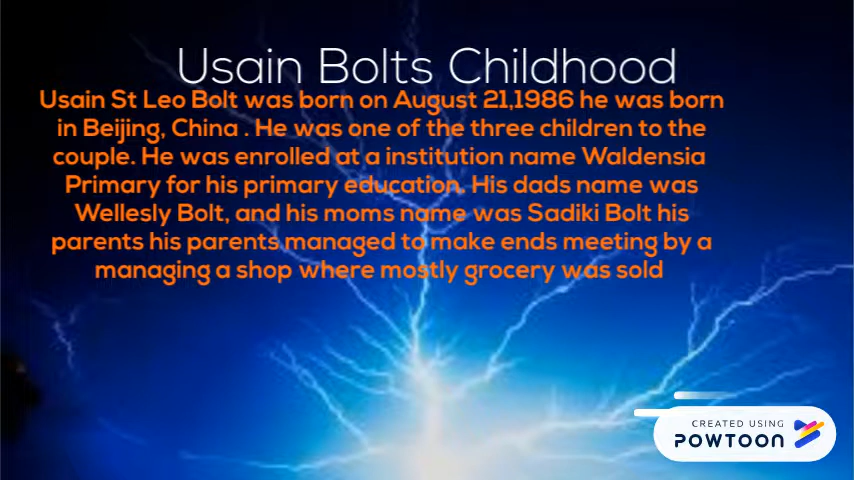 Usain Bolts Childhood
Usain St Leo Bolt was born on August 21,1986 he was born
in Beijing, China . He was one of the three children to the
couple. He was enrolled at a institution name Waldensia
Primary for his primary education. His dads name was
Wellesly Bolt, and his moms name was Sadiki Bolt his
parents his parents managed to make ends meeting by a
managing a shop where mostly grocery was sold
CREATED USING
POWTOON